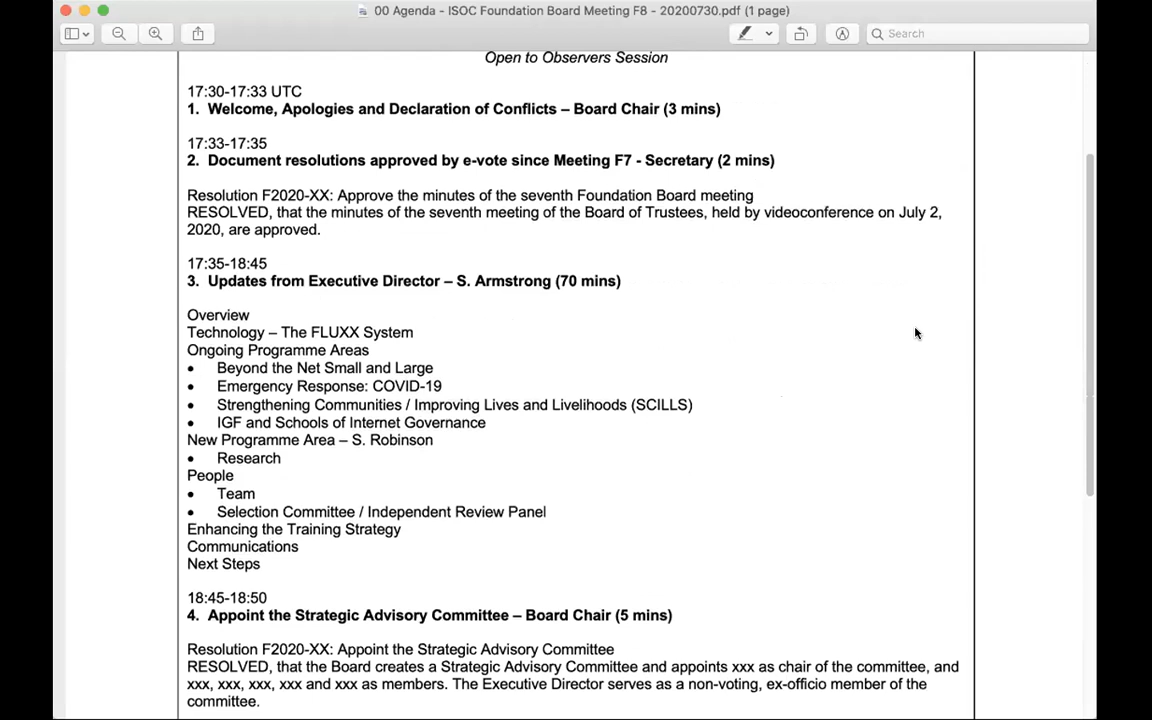 00 Agenda - ISOC Foundation Board Meeting F8 - 20200730.pdf (1 page)
Search
Open to Observers Session
17:30-17:33 UTC
1. Welcome, Apologies and Declaration of Conflicts – Board Chair (3 mins)
17:33-17:35
2. Document resolutions approved by e-vote since Meeting F7 - Secretary (2 mins)
Resolution F2020-XX: Approve the minutes of the seventh Foundation Board meeting
RESOLVED, that the minutes of the seventh meeting of the Board of Trustees, held by videoconference on July 2,
2020, are approved.
17:35-18:45
3. Updates from Executive Director – S. Armstrong (70 mins)
Overview
Technology – The FLUXX System
Ongoing Programme Areas
• Beyond the Net Small and Large
• Emergency Response: COVID-19
• Strengthening Communities / Improving Lives and Livelihoods (SCILLS)
• IGF and Schools of Internet Governance
New Programme Area – S. Robinson
• Research
People
• Team
• Selection Committee / Independent Review Panel
Enhancing the Training Strategy
Communications
Next Steps
18:45-18:50
4. Appoint the Strategic Advisory Committee – Board Chair (5 mins)
Resolution F2020-XX: Appoint the Strategic Advisory Committee
RESOLVED, that the Board creates a Strategic Advisory Committee and appoints xxx as chair of the committee, and
xxx, xxx, xxx, xxx and xxx as members. The Executive Director serves as a non-voting, ex-officio member of the
committee.